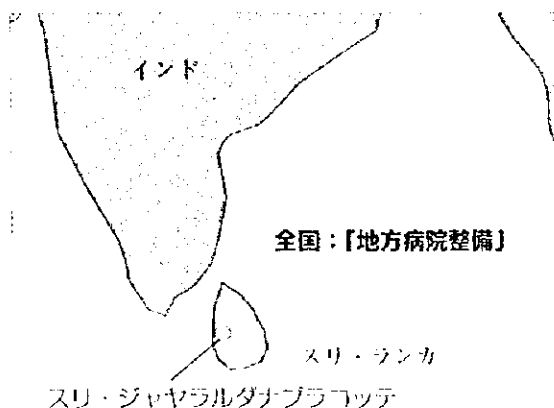 インド
全国：「地方病院整備」
スリ・ランカ
スリ・ジャヤワルダナプラコッテ